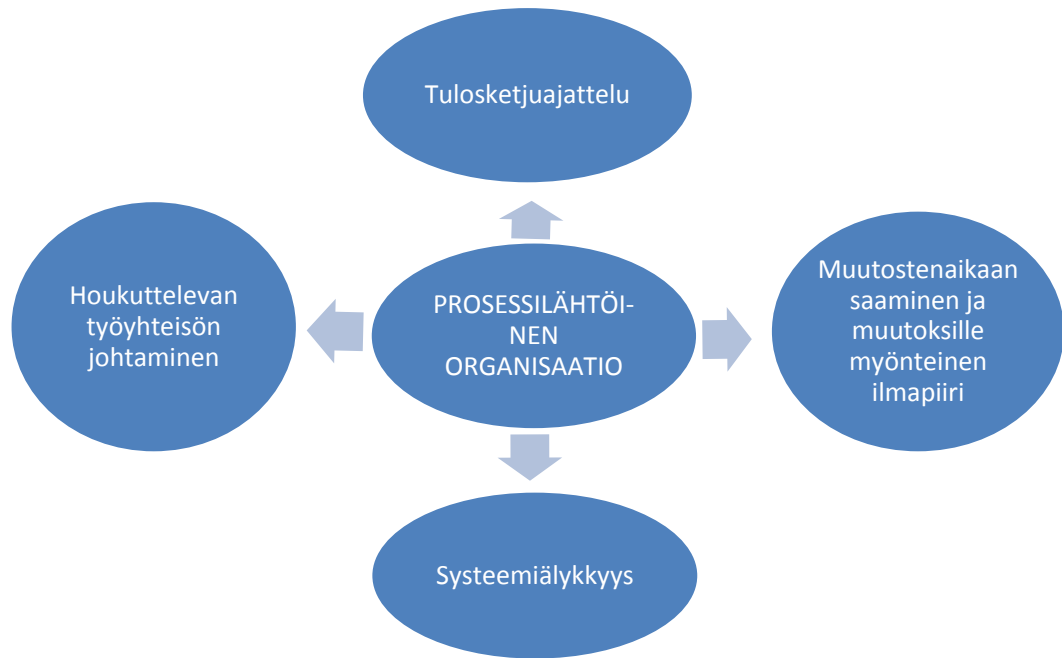 Tulosketjuajattelu
Houkuttelevan
työyhteisön
johtaminen
PROSESSILÄHTÖI-
NEN
ORGANISAATIO
Muutostenaikaan
saaminen ja
muutoksille
myönteinen
ilmapiiri
Systeemiälykkyys